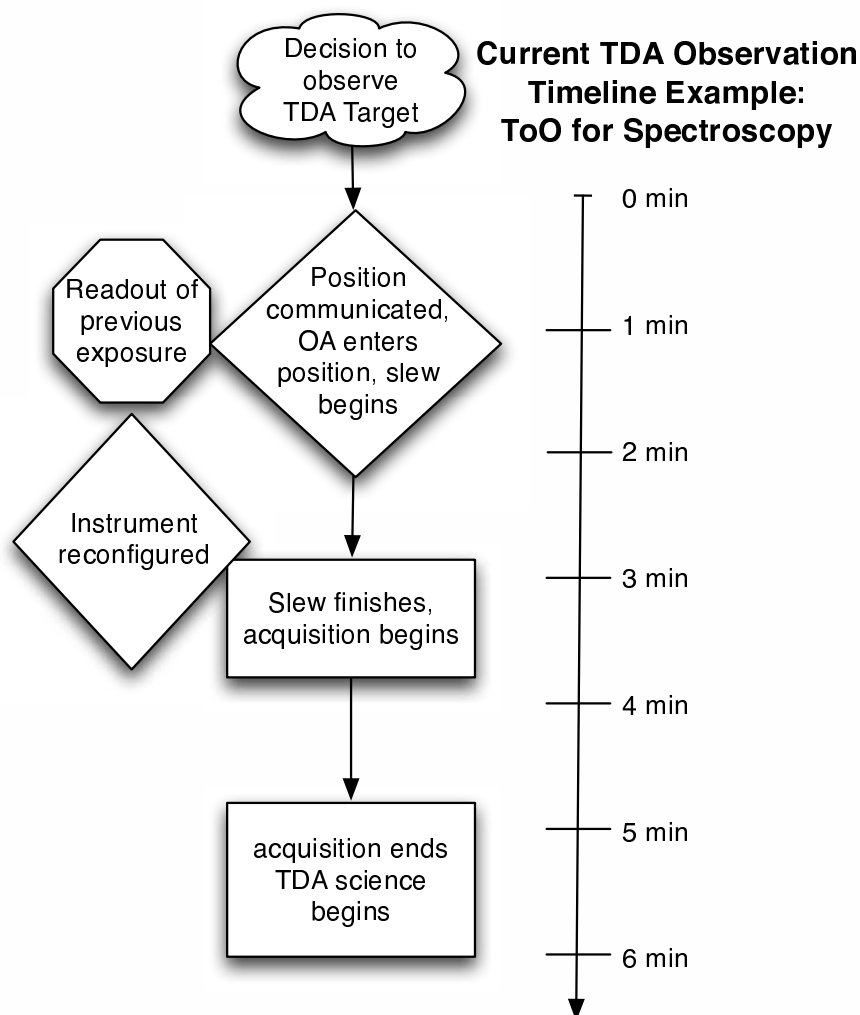 Decision to
observe
TDA Target
Current TDA Observation
Timeline Example:
ToO for Spectroscopy
Readout of
previous
exposure
Position
communicated,
OA enters
position, slew
begins
Instrument
reconfigured
Slew finishes,
acquisition begins
acquisition ends
TDA science
begins
0 min
1 min
2 min
3 min
4 min
5 min
6 min